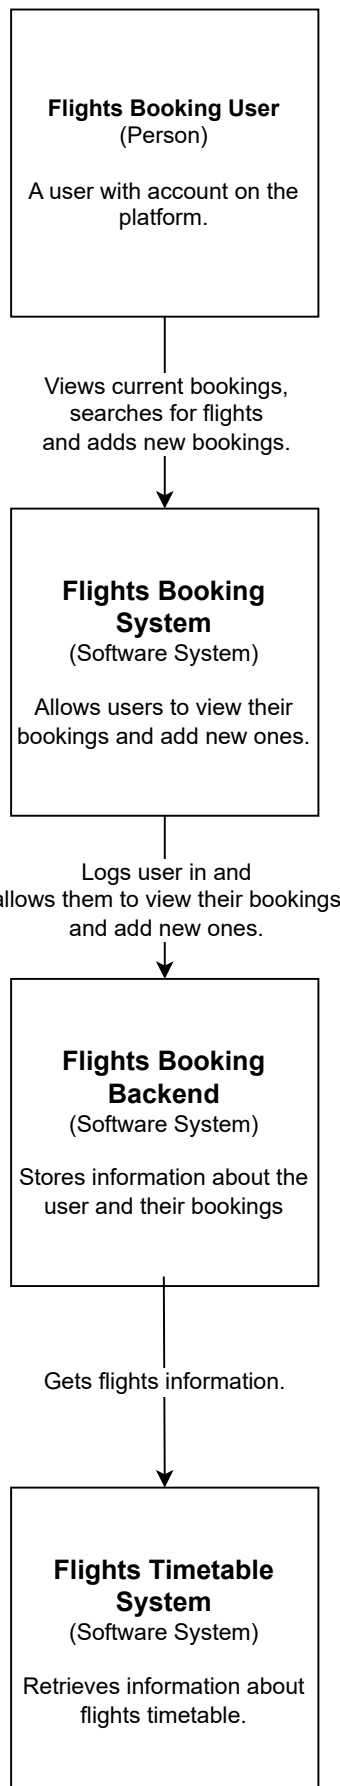 Flights Booking User
(Person)
A user with account on the
platform.
Views current bookings,
searches for flights
and adds new bookings.
Flights Booking
System
(Software System)
Allows users to view their
bookings and add new ones.
Logs user in and
allows them to view their bookings
and add new ones.
Flights Booking
Backend
(Software System)
Stores information about the
user and their bookings
Gets flights information.
Flights Timetable
System
(Software System)
Retrieves information about
flights timetable.